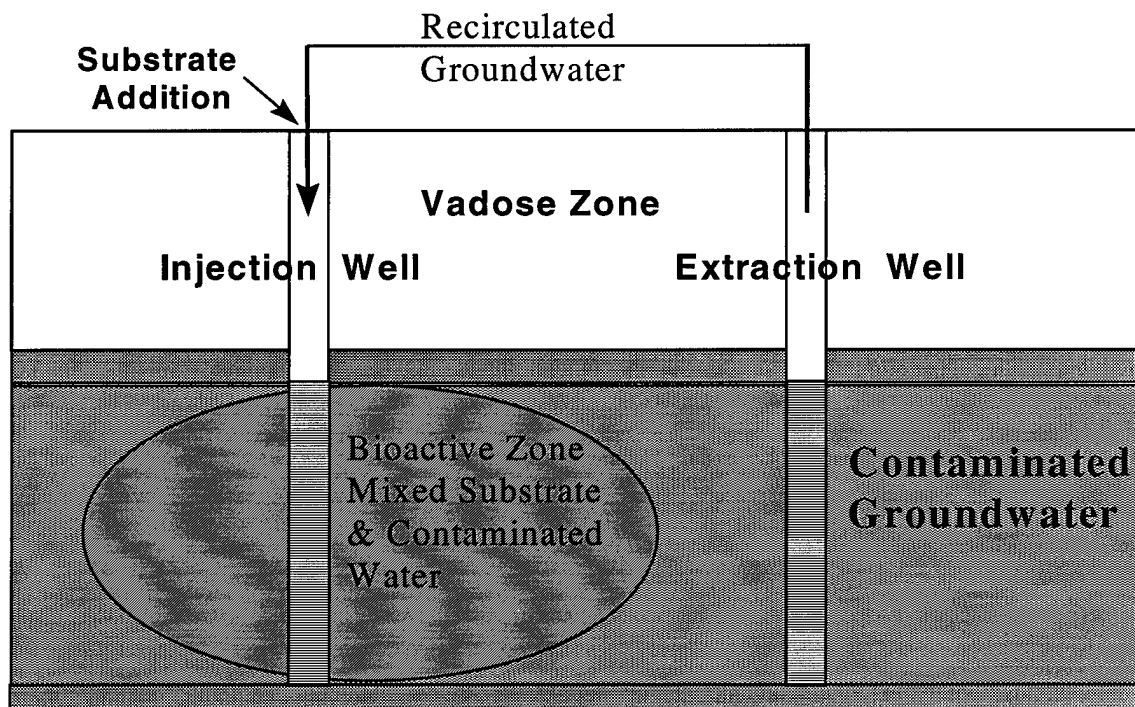 Recirculated
Groundwater
Substrate
Addition
Vadose Zone
Injection Well
Extraction Well
Bioactive Zone
Mixed Substrate
& Contaminated
Water
Contaminated
Groundwater